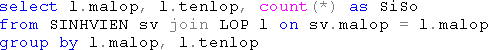 select l.malop, l.tenlop, count(*) as SiSo
from SINHVIEN sv join LOP l on sv.malop = l.malop
group by l.malop, l.tenlop